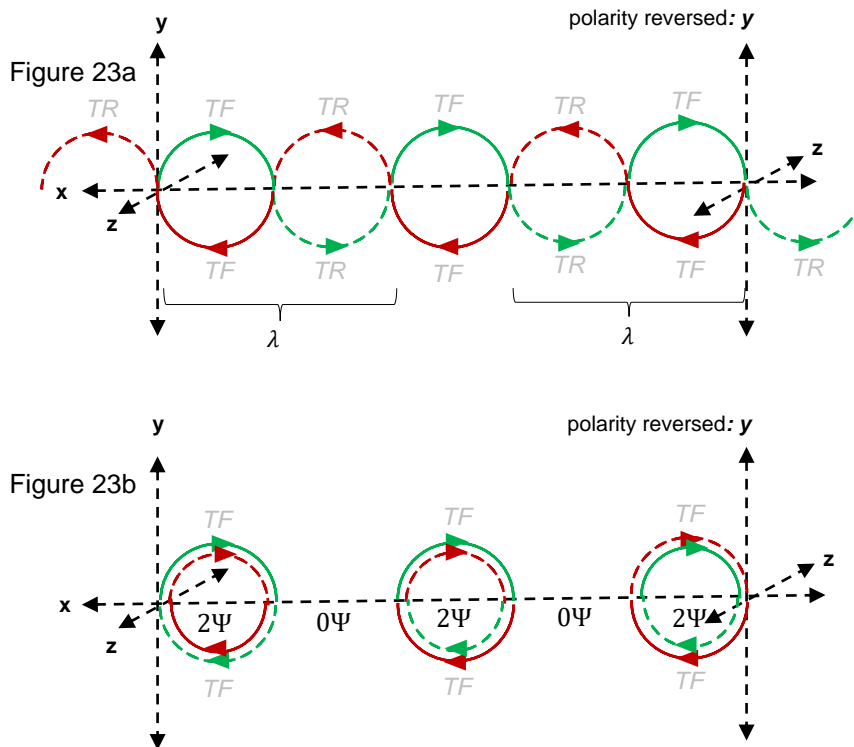 y
polarity reversed: y
Figure 23a
TR TF TR TF TR TF
z
x
z
TF TR TF TR TF TR
λ λ
y
polarity reversed: y
Figure 23b
TF TF TF
z
x
2Ψ 0Ψ 2Ψ 0Ψ 2Ψ
z
TF TF TF